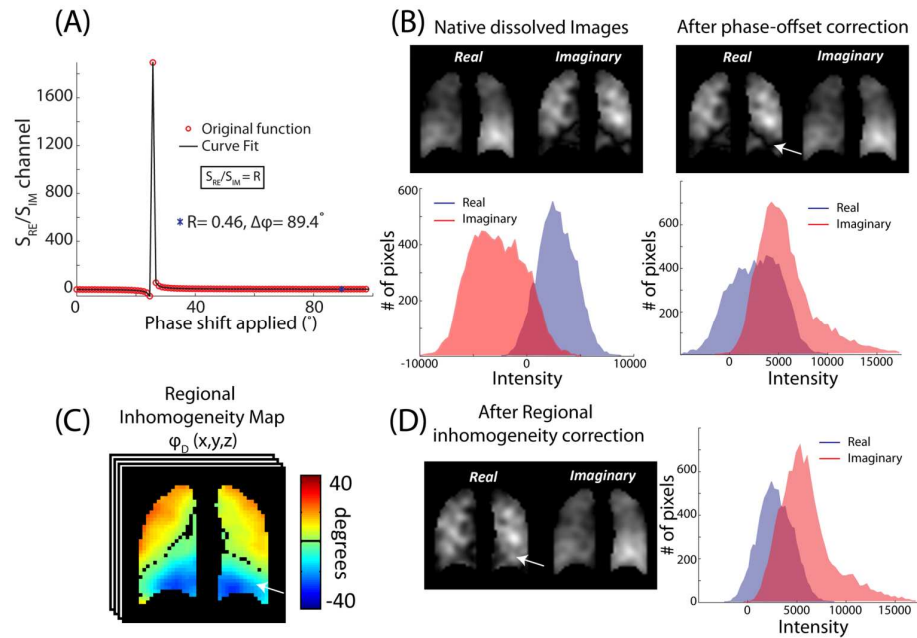 (A)
1600
1200
800
400
0
S_RE/S_IM channel
Original function
Curve Fit
S_RE/S_IM = R
R= 0.46, Δφ= 89.4°
0
40
80
Phase shift applied (°)
(B)
Native dissolved Images
After phase-offset correction
Real
Imaginary
Real
Imaginary
600
400
200
# of pixels
Real
Imaginary
-10000
0
10000
Intensity
600
400
200
# of pixels
Real
Imaginary
0
5000
10000
15000
Intensity
(C)
Regional
Inhomogeneity Map
φ_D (x,y,z)
40
degrees
-40
(D)
After Regional
inhomogeneity correction
Real
Imaginary
600
400
200
# of pixels
Real
Imaginary
0
5000
10000
15000
Intensity